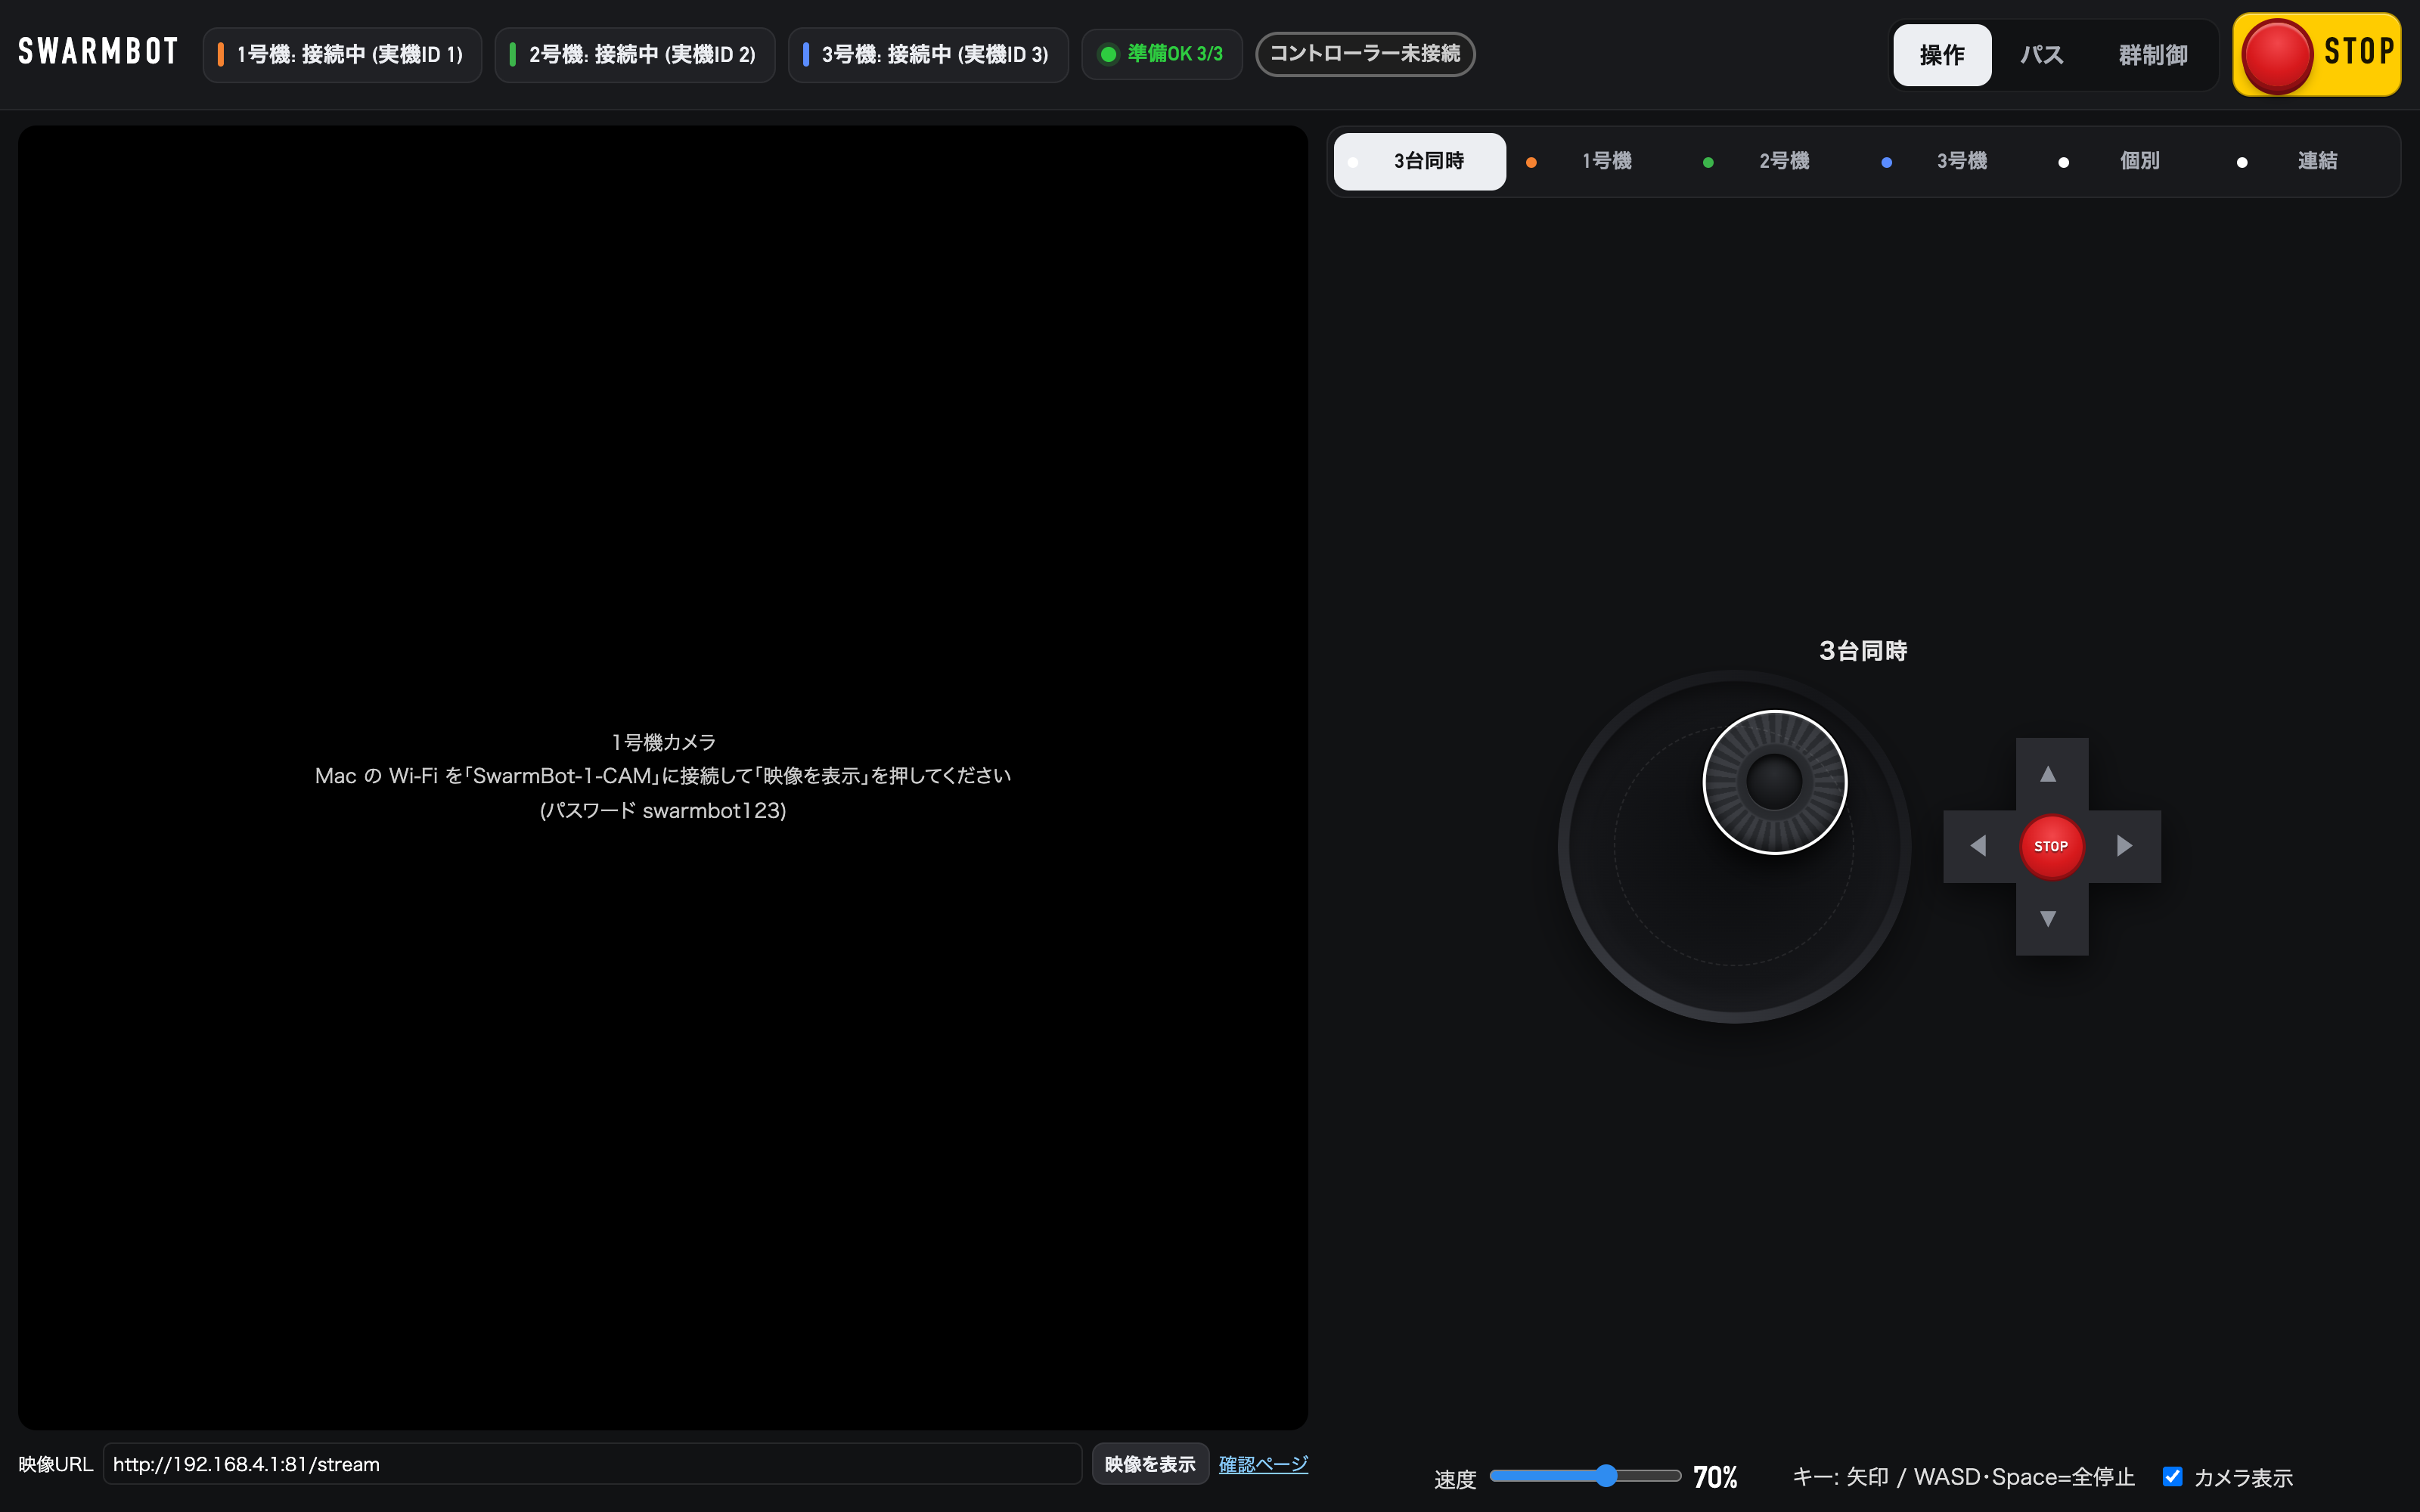 SWARMBOT
1号機: 接続中 (実機ID 1)
2号機: 接続中 (実機ID 2)
3号機: 接続中 (実機ID 3)
準備OK 3/3
コントローラー未接続
操作
パス
群制御
STOP
3台同時
1号機
2号機
3号機
個別
連結
1号機カメラ
Mac の Wi-Fi を「SwarmBot-1-CAM」に接続して「映像を表示」を押してください
(パスワード swarmbot123)
3台同時
▲
◀
STOP
▶
▼
映像URL
http://192.168.4.1:81/stream
映像を表示
確認ページ
速度
70%
キー: 矢印 / WASD・Space=全停止
カメラ表示